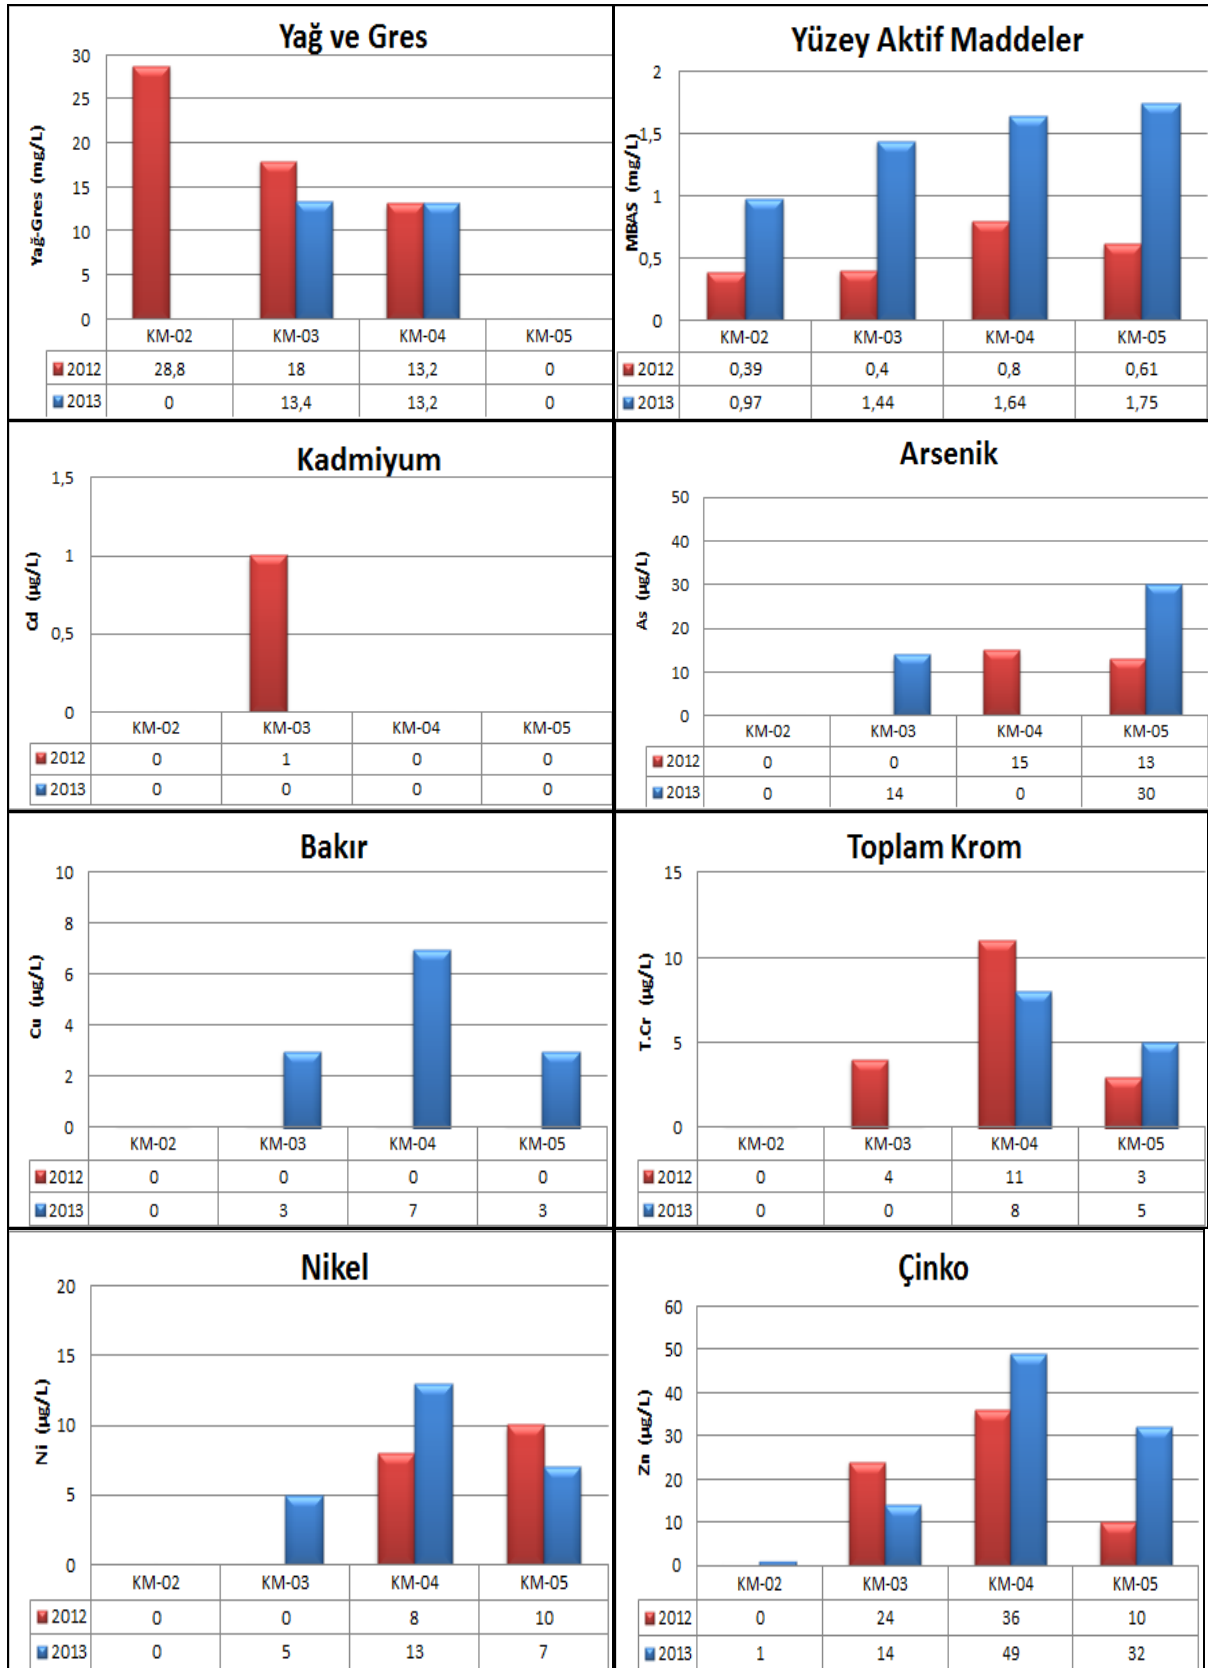 Yağ ve Gres
Yağ-Gres (mg/L)
30
25
20
15
10
5
0
KM-02 KM-03 KM-04 KM-05
2012 28,8 18 13,2 0
2013 0 13,4 13,2 0
Yüzey Aktif Maddeler
MBAS (mg/L)
2
1,5
1
0,5
0
KM-02 KM-03 KM-04 KM-05
2012 0,39 0,4 0,8 0,61
2013 0,97 1,44 1,64 1,75
Kadmiyum
Cd (µg/L)
1,5
1
0,5
0
KM-02 KM-03 KM-04 KM-05
2012 0 1 0 0
2013 0 0 0 0
Arsenik
As (µg/L)
50
40
30
20
10
0
KM-02 KM-03 KM-04 KM-05
2012 0 0 15 13
2013 0 14 0 30
Bakır
Cu (µg/L)
10
8
6
4
2
0
KM-02 KM-03 KM-04 KM-05
2012 0 0 0 0
2013 0 3 7 3
Toplam Krom
T.Cr (µg/L)
15
10
5
0
KM-02 KM-03 KM-04 KM-05
2012 0 4 11 3
2013 0 0 8 5
Nikel
Ni (µg/L)
20
15
10
5
0
KM-02 KM-03 KM-04 KM-05
2012 0 0 8 10
2013 0 5 13 7
Çinko
Zn (µg/L)
60
50
40
30
20
10
0
KM-02 KM-03 KM-04 KM-05
2012 0 24 36 10
2013 1 14 49 32